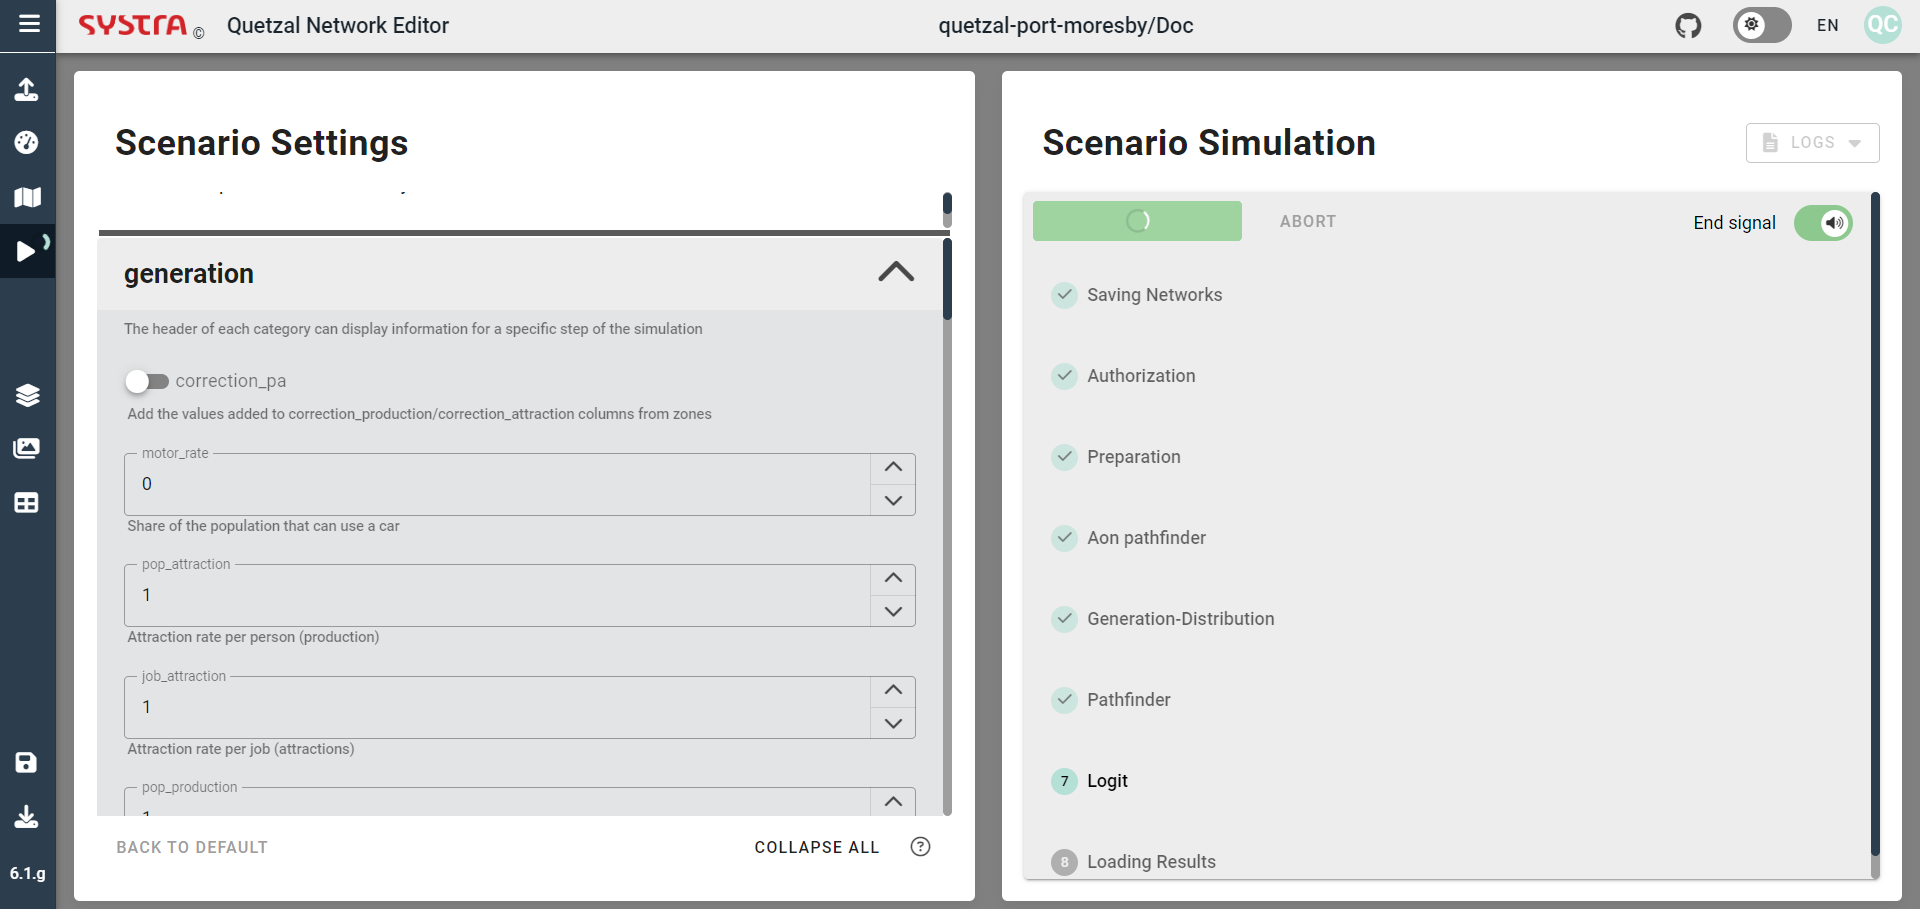 SYSTRA © Quetzal Network Editor
quetzal-port-moresby/Doc
EN
QC
Scenario Settings
generation
The header of each category can display information for a specific step of the simulation
correction_pa
Add the values added to correction_production/correction_attraction columns from zones
motor_rate
0
Share of the population that can use a car
pop_attraction
1
Attraction rate per person (production)
job_attraction
1
Attraction rate per job (attractions)
pop_production
BACK TO DEFAULT
COLLAPSE ALL
?
6.1.g
Scenario Simulation
LOGS
ABORT
End signal
Saving Networks
Authorization
Preparation
Aon pathfinder
Generation-Distribution
Pathfinder
7 Logit
8 Loading Results